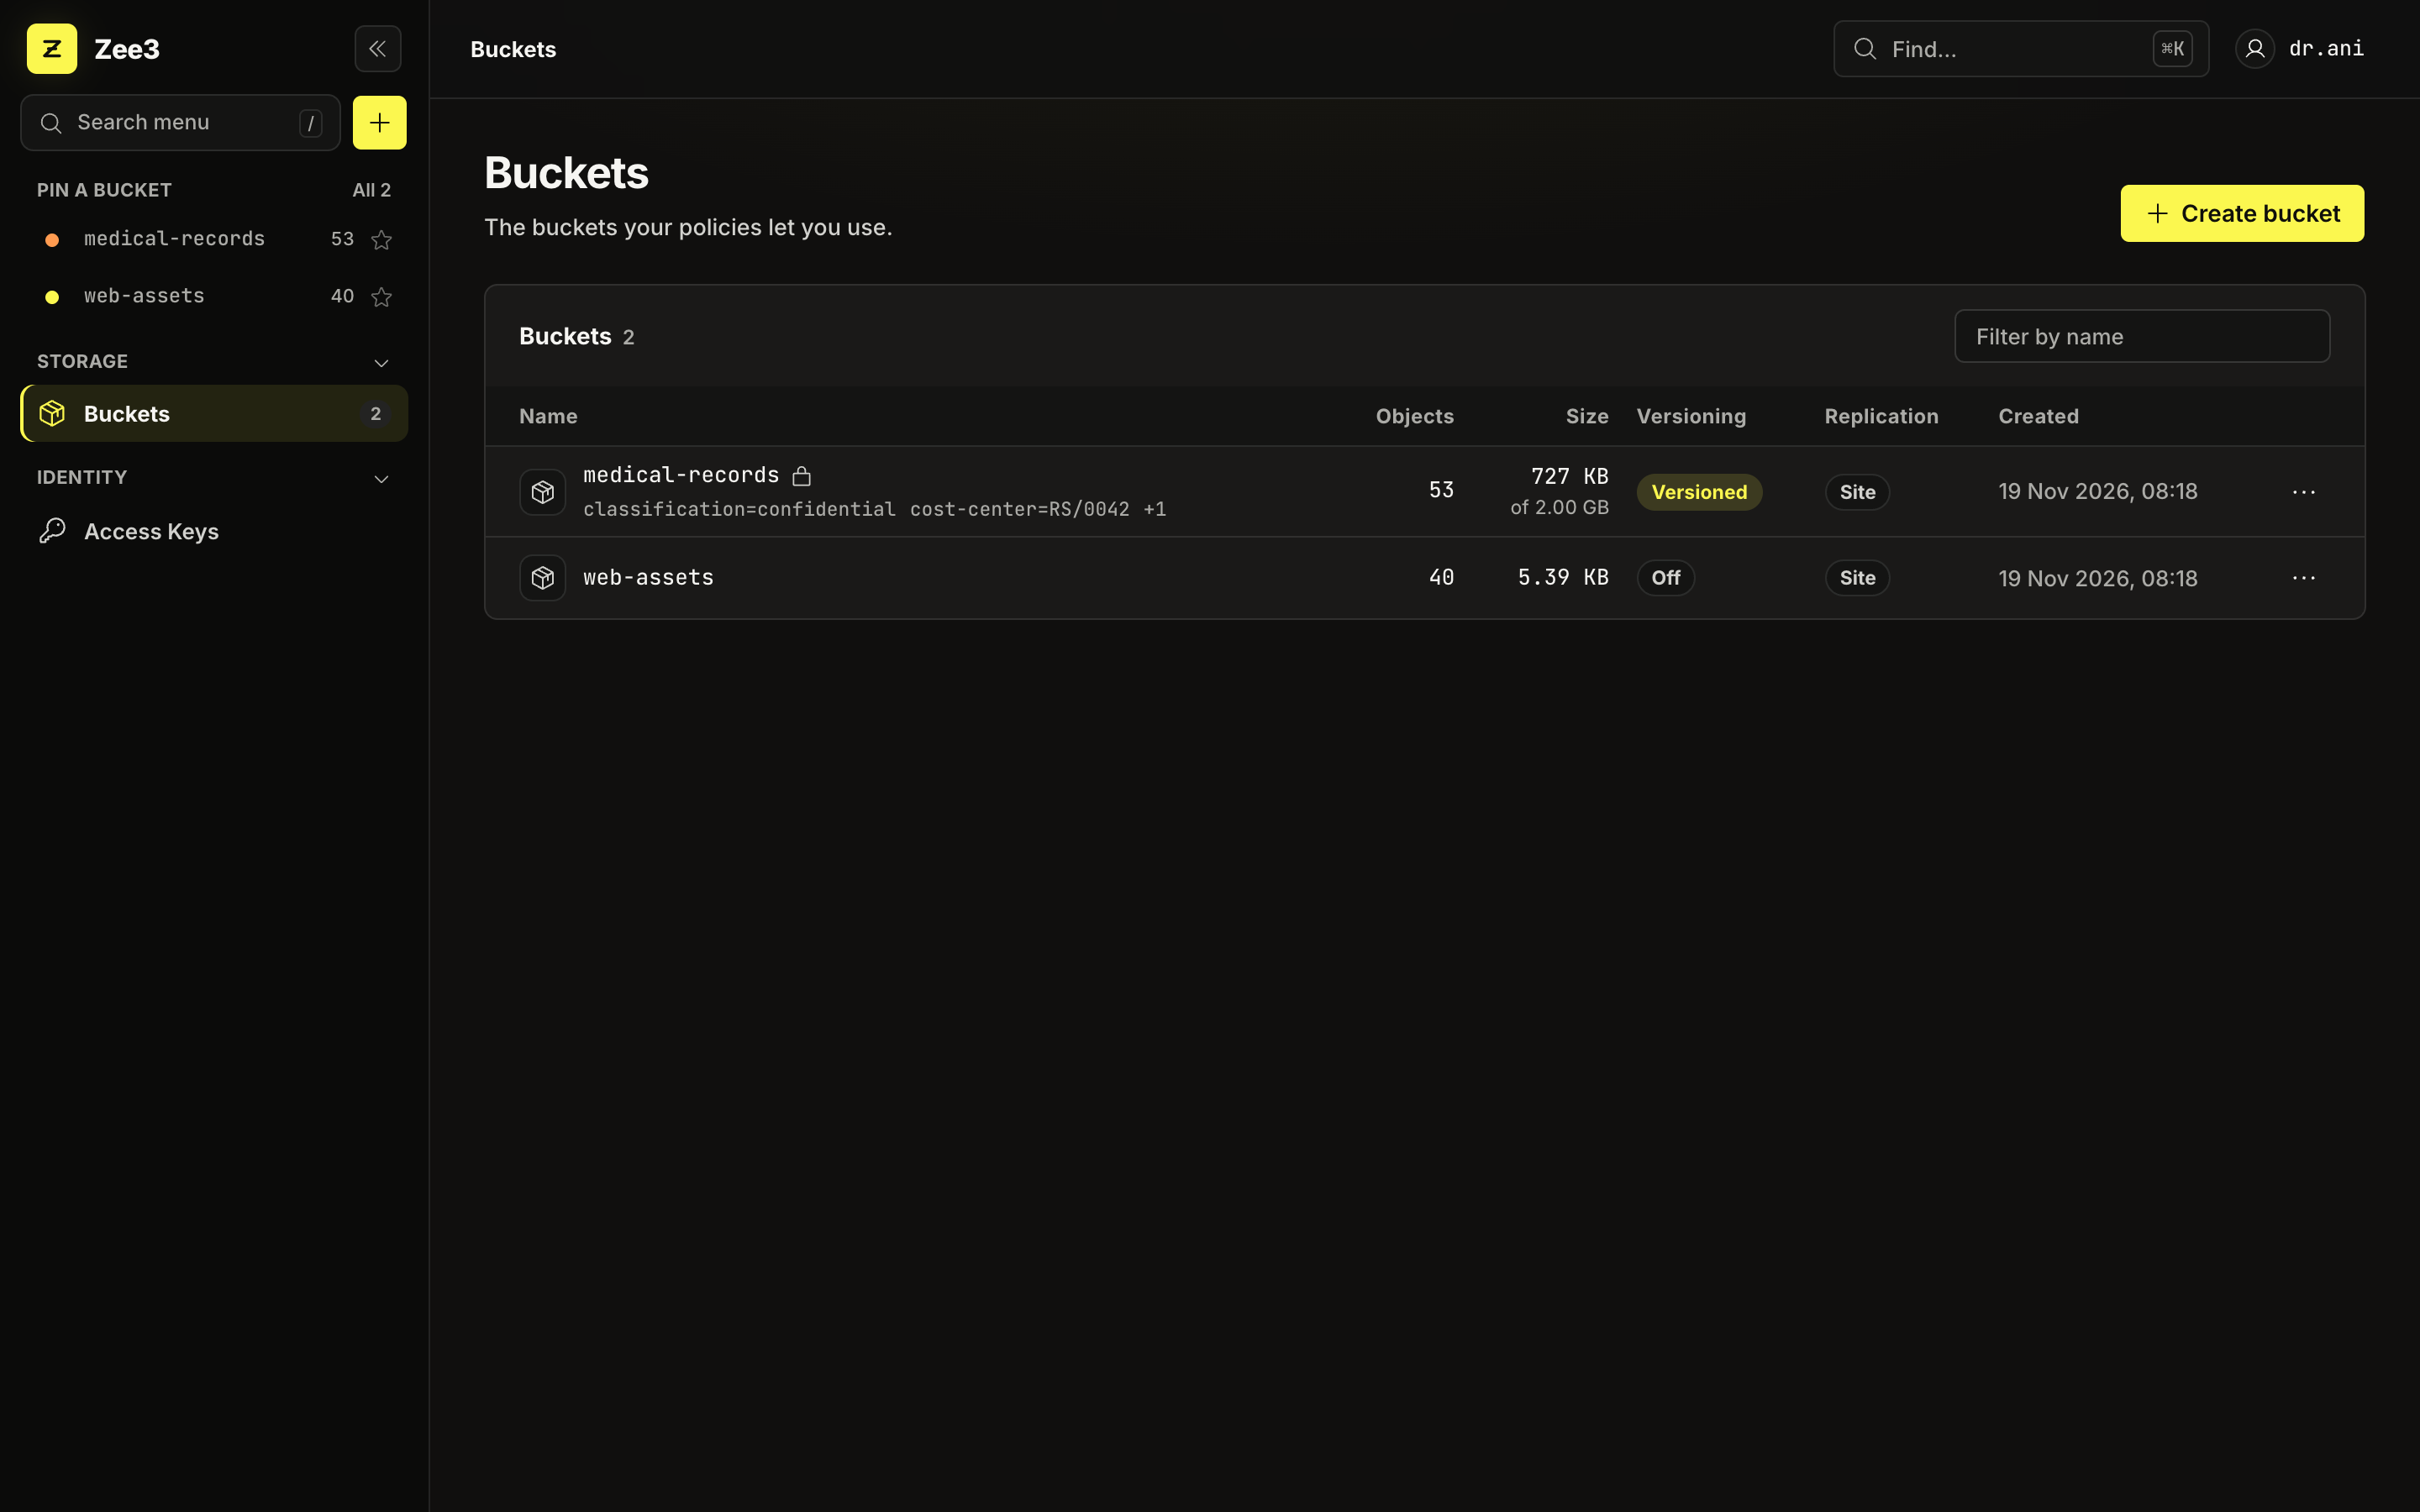 Zee3
Search menu /
PIN A BUCKET All 2
medical-records 53
web-assets 40
STORAGE
Buckets 2
IDENTITY
Access Keys
Buckets Find... ⌘K dr.ani
Buckets
The buckets your policies let you use.
Create bucket
Buckets 2 Filter by name
Name Objects Size Versioning Replication Created
medical-records 53 727 KB Versioned Site 19 Nov 2026, 08:18
classification=confidential cost-center=RS/0042 +1 of 2.00 GB
web-assets 40 5.39 KB Off Site 19 Nov 2026, 08:18